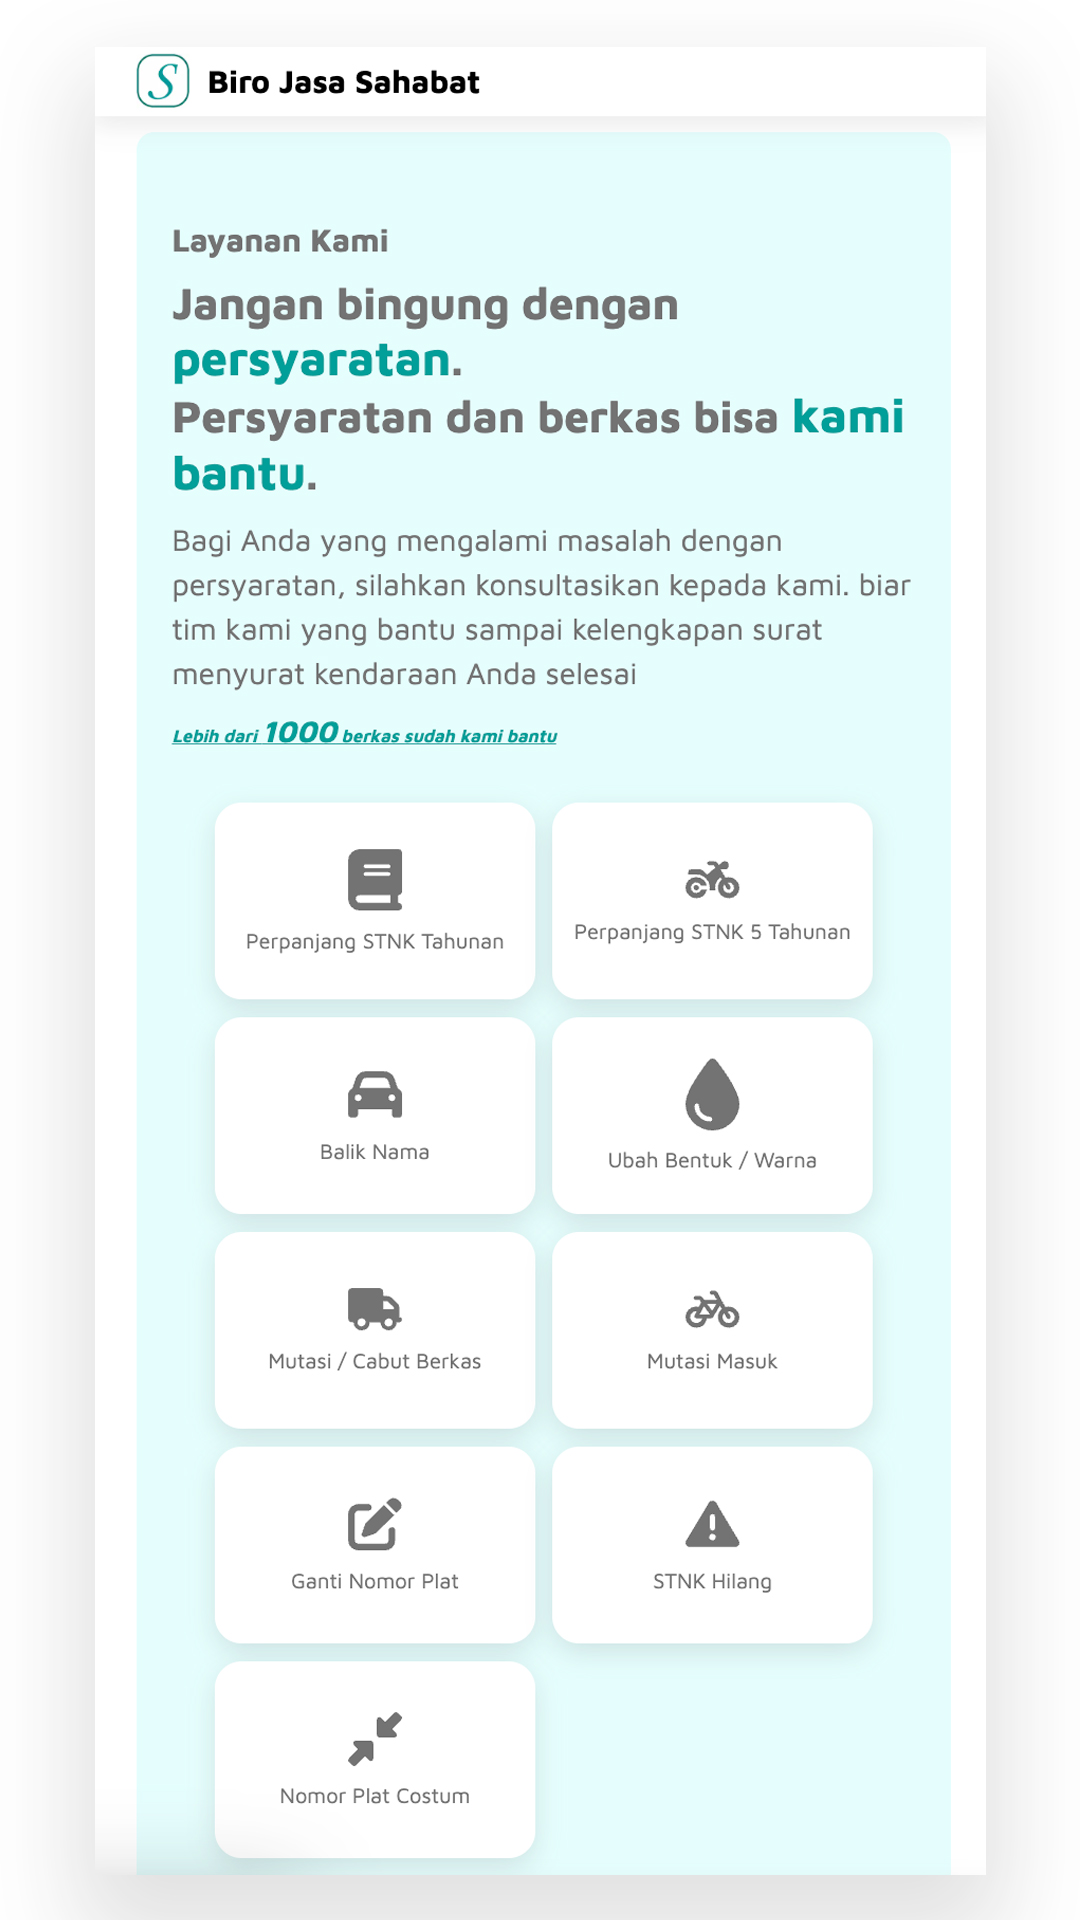 S
Biro Jasa Sahabat
Layanan Kami
Jangan bingung dengan
persyaratan.
Persyaratan dan berkas bisa kami
bantu.
Bagi Anda yang mengalami masalah dengan
persyaratan, silahkan konsultasikan kepada kami. biar
tim kami yang bantu sampai kelengkapan surat
menyurat kendaraan Anda selesai
Lebih dari 1000 berkas sudah kami bantu
Perpanjang STNK Tahunan
Perpanjang STNK 5 Tahunan
Balik Nama
Ubah Bentuk / Warna
Mutasi / Cabut Berkas
Mutasi Masuk
Ganti Nomor Plat
STNK Hilang
Nomor Plat Costum